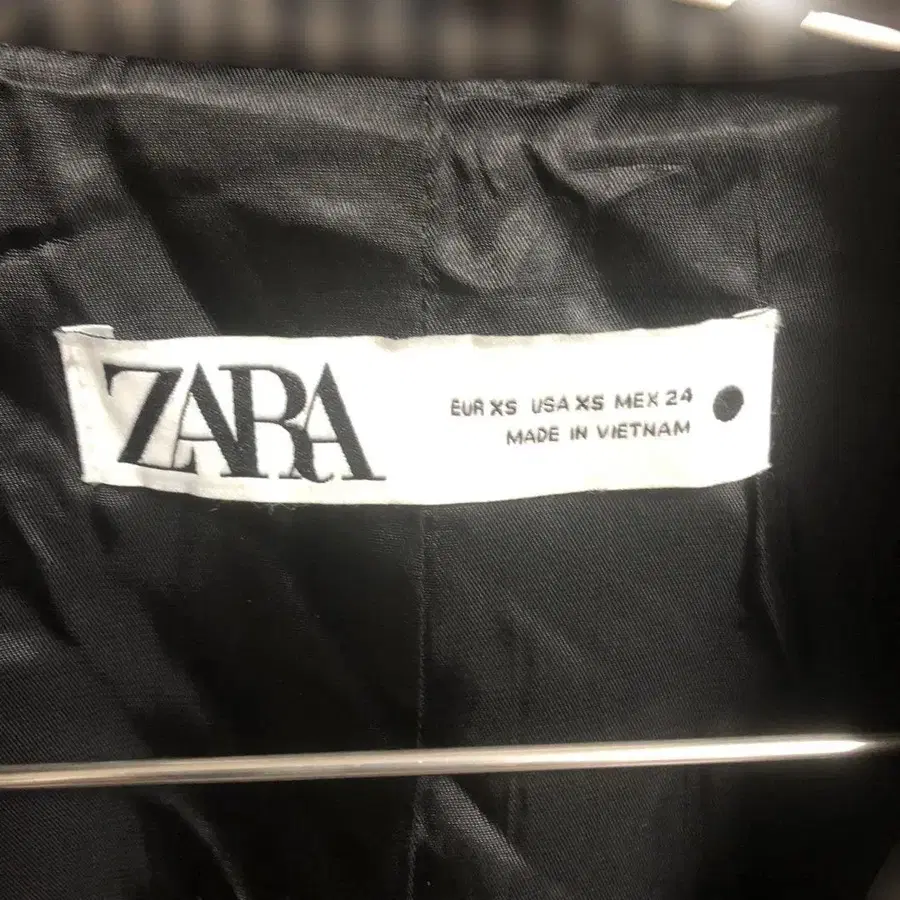 ZARA
EUR XS USA XS MEX 24
MADE IN VIETNAM